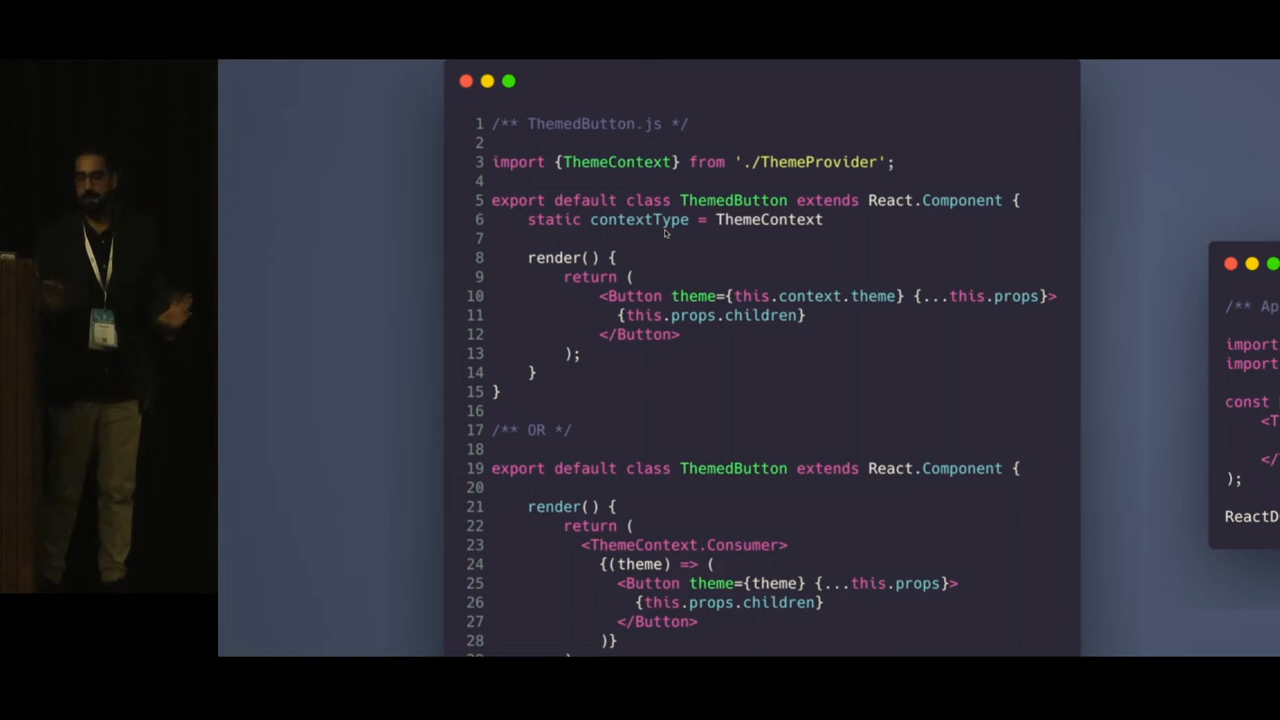 /** ThemedButton.js */
import {ThemeContext} from './ThemeProvider';
export default class ThemedButton extends React.Component {
static contextType = ThemeContext
render() {
return (
<Button theme={this.context.theme} {...this.props}>
{this.props.children}
</Button>
);
}
}
/** OR */
export default class ThemedButton extends React.Component {
render() {
return (
<ThemeContext.Consumer>
{(theme) => (
<Button theme={theme} {...this.props}>
{this.props.children}
</Button>
)}
1
2
3
4
5
6
7
8
9
10
11
12
13
14
15
16
17
18
19
20
21
22
23
24
25
26
27
28
/** Ap
import
import
const
<T
</
);
ReactD